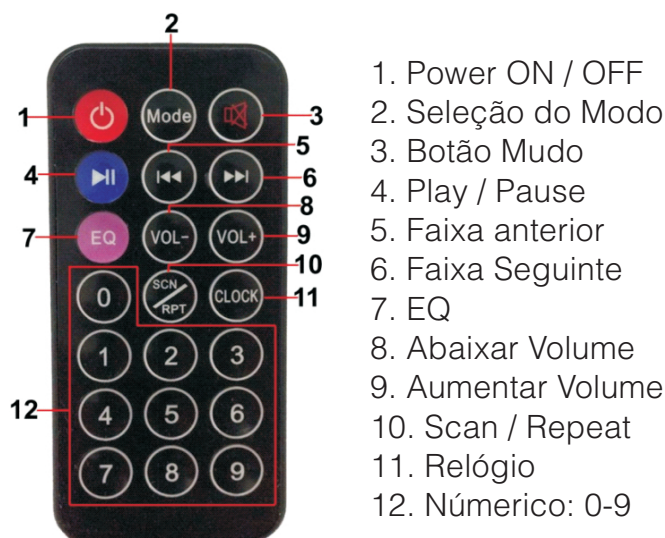 2
1
Mode
3
5
4
6
8
7
EQ
VOL-
VOL+
9
10
0
SCN
RPT
CLOCK
11
1
2
3
12
4
5
6
7
8
9
1. Power ON / OFF
2. Seleção do Modo
3. Botão Mudo
4. Play / Pause
5. Faixa anterior
6. Faixa Seguinte
7. EQ
8. Abaixar Volume
9. Aumentar Volume
10. Scan / Repeat
11. Relógio
12. Númerico: 0-9